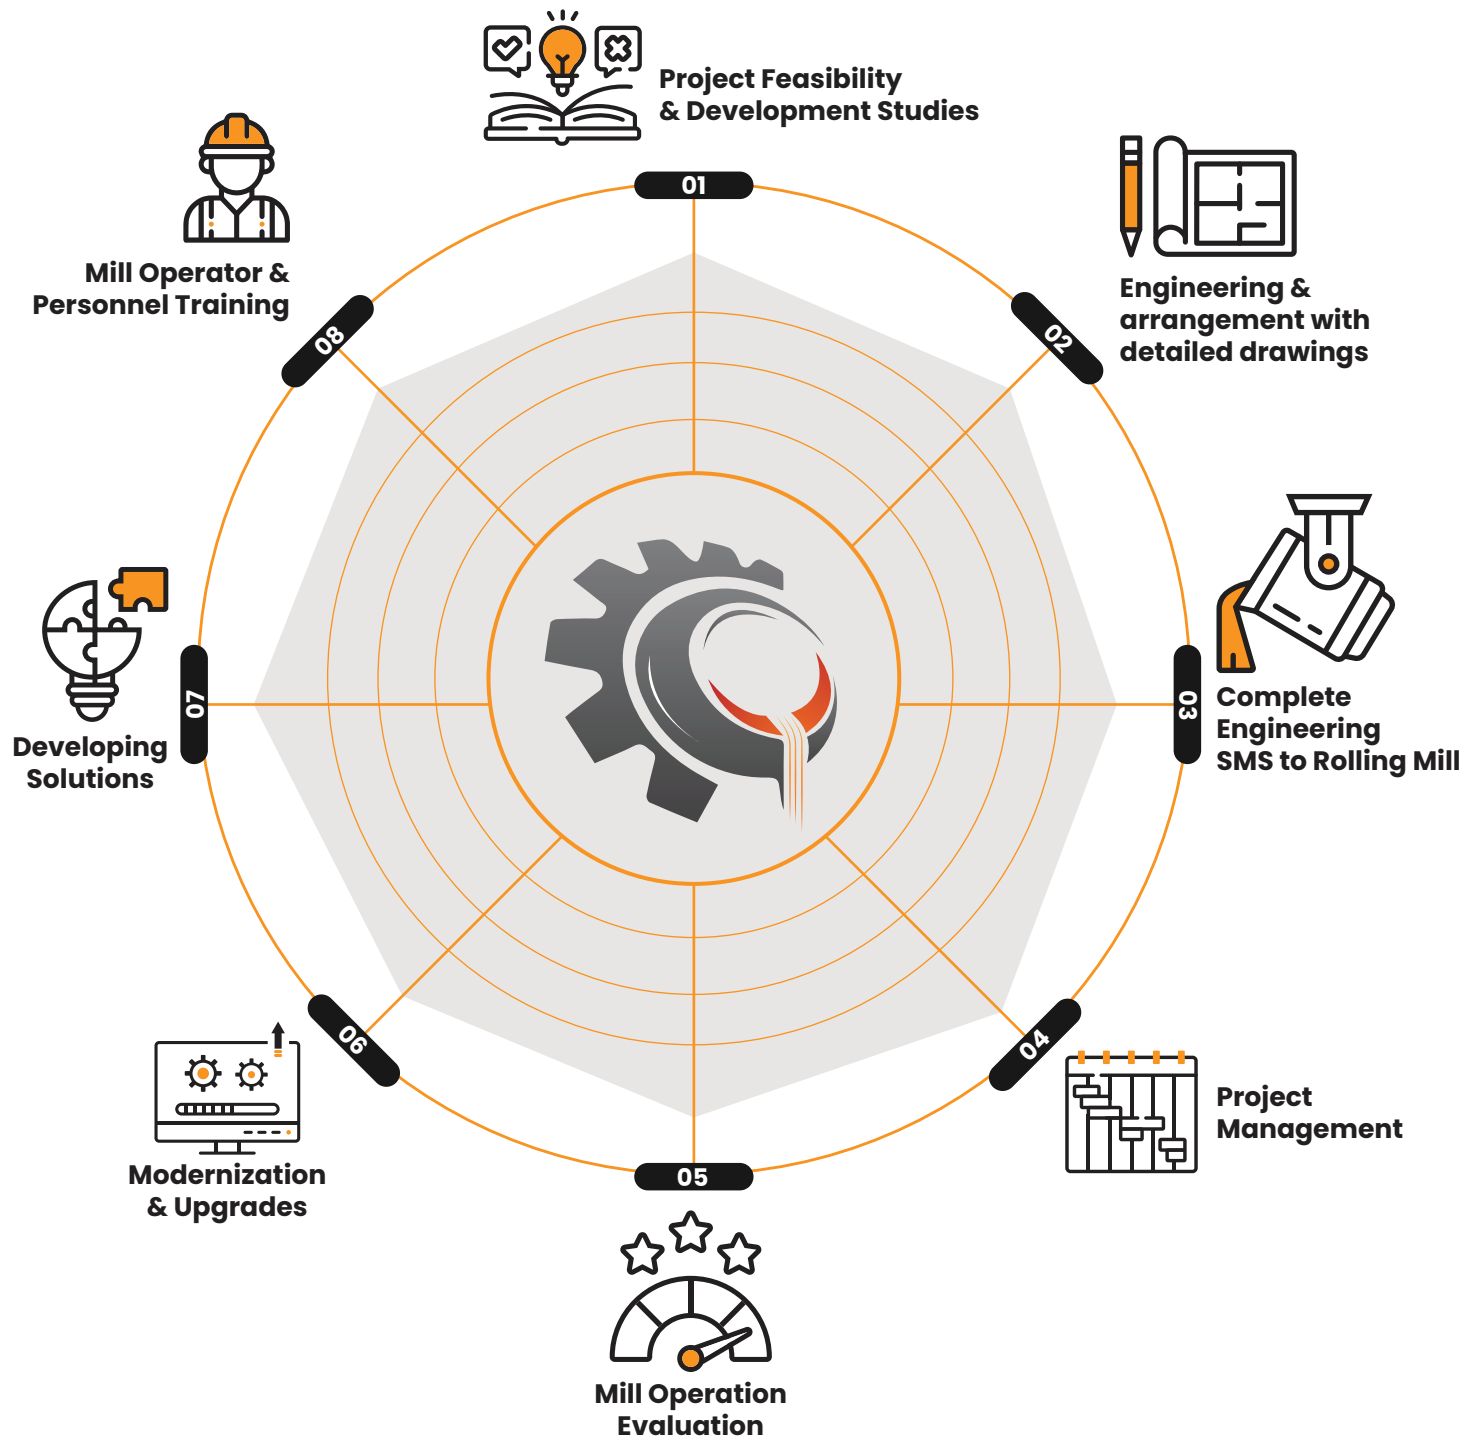 Project Feasibility
& Development Studies
01
Engineering &
arrangement with
detailed drawings
02
Complete
Engineering
SMS to Rolling Mill
03
Project
Management
04
05
Mill Operation
Evaluation
06
Modernization
& Upgrades
07
Developing
Solutions
08
Mill Operator &
Personnel Training